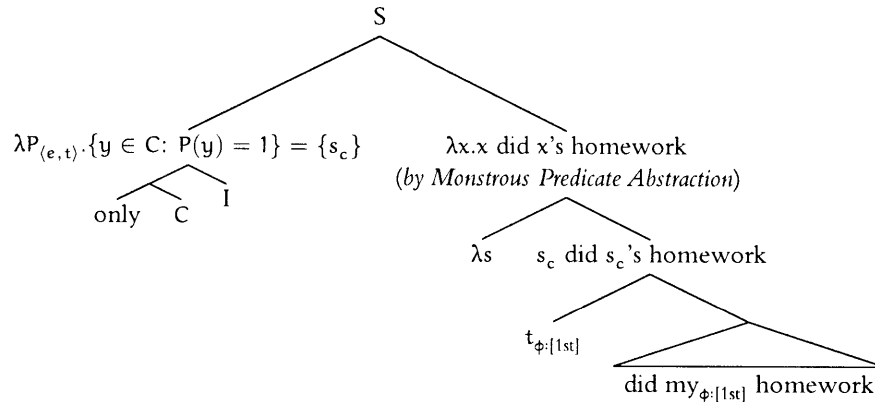 S
λP⟨e,t⟩.{y ∈ C: P(y) = 1} = {s_c} λx.x did x's homework
(by Monstrous Predicate Abstraction)
only C I
λs s_c did s_c's homework
t_φ:[1st]
did my_φ:[1st] homework